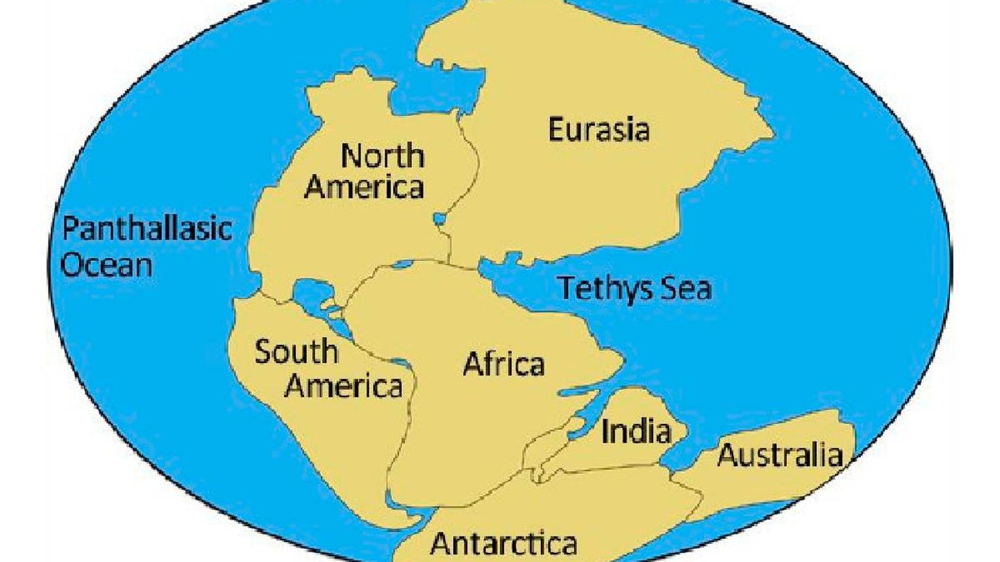 Eurasia
North
America
Panthallasic
Ocean
Tethys Sea
South
America
Africa
India
Australia
Antarctica